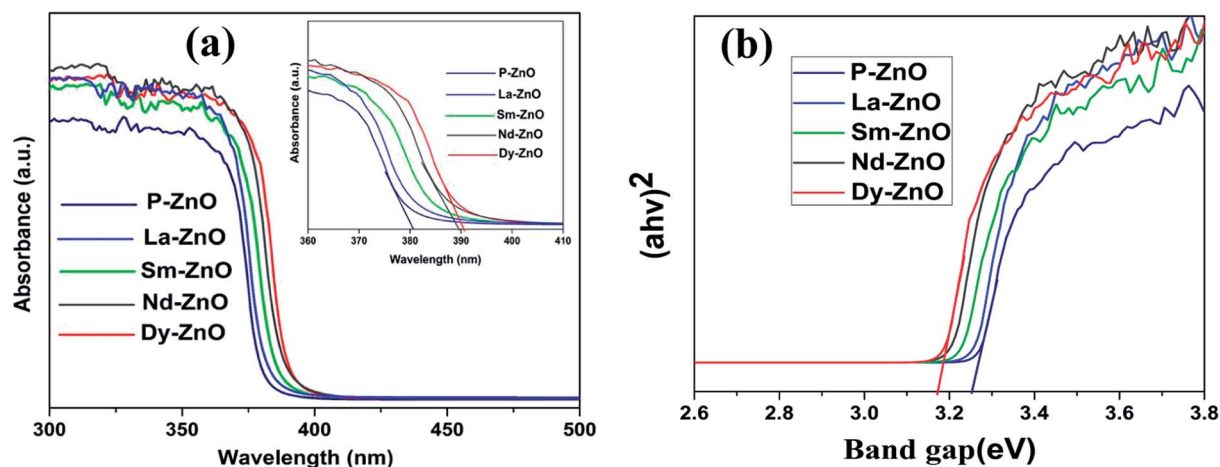 (a)
Absorbance (a.u.)
P-ZnO
La-ZnO
Sm-ZnO
Nd-ZnO
Dy-ZnO
300 350 400 450 500
Wavelength (nm)
Absorbance (a.u.)
P-ZnO
La-ZnO
Sm-ZnO
Nd-ZnO
Dy-ZnO
360 370 380 390 400 410
Wavelength (nm)
(b)
(ahv)2
P-ZnO
La-ZnO
Sm-ZnO
Nd-ZnO
Dy-ZnO
2.6 2.8 3.0 3.2 3.4 3.6 3.8
Band gap(eV)